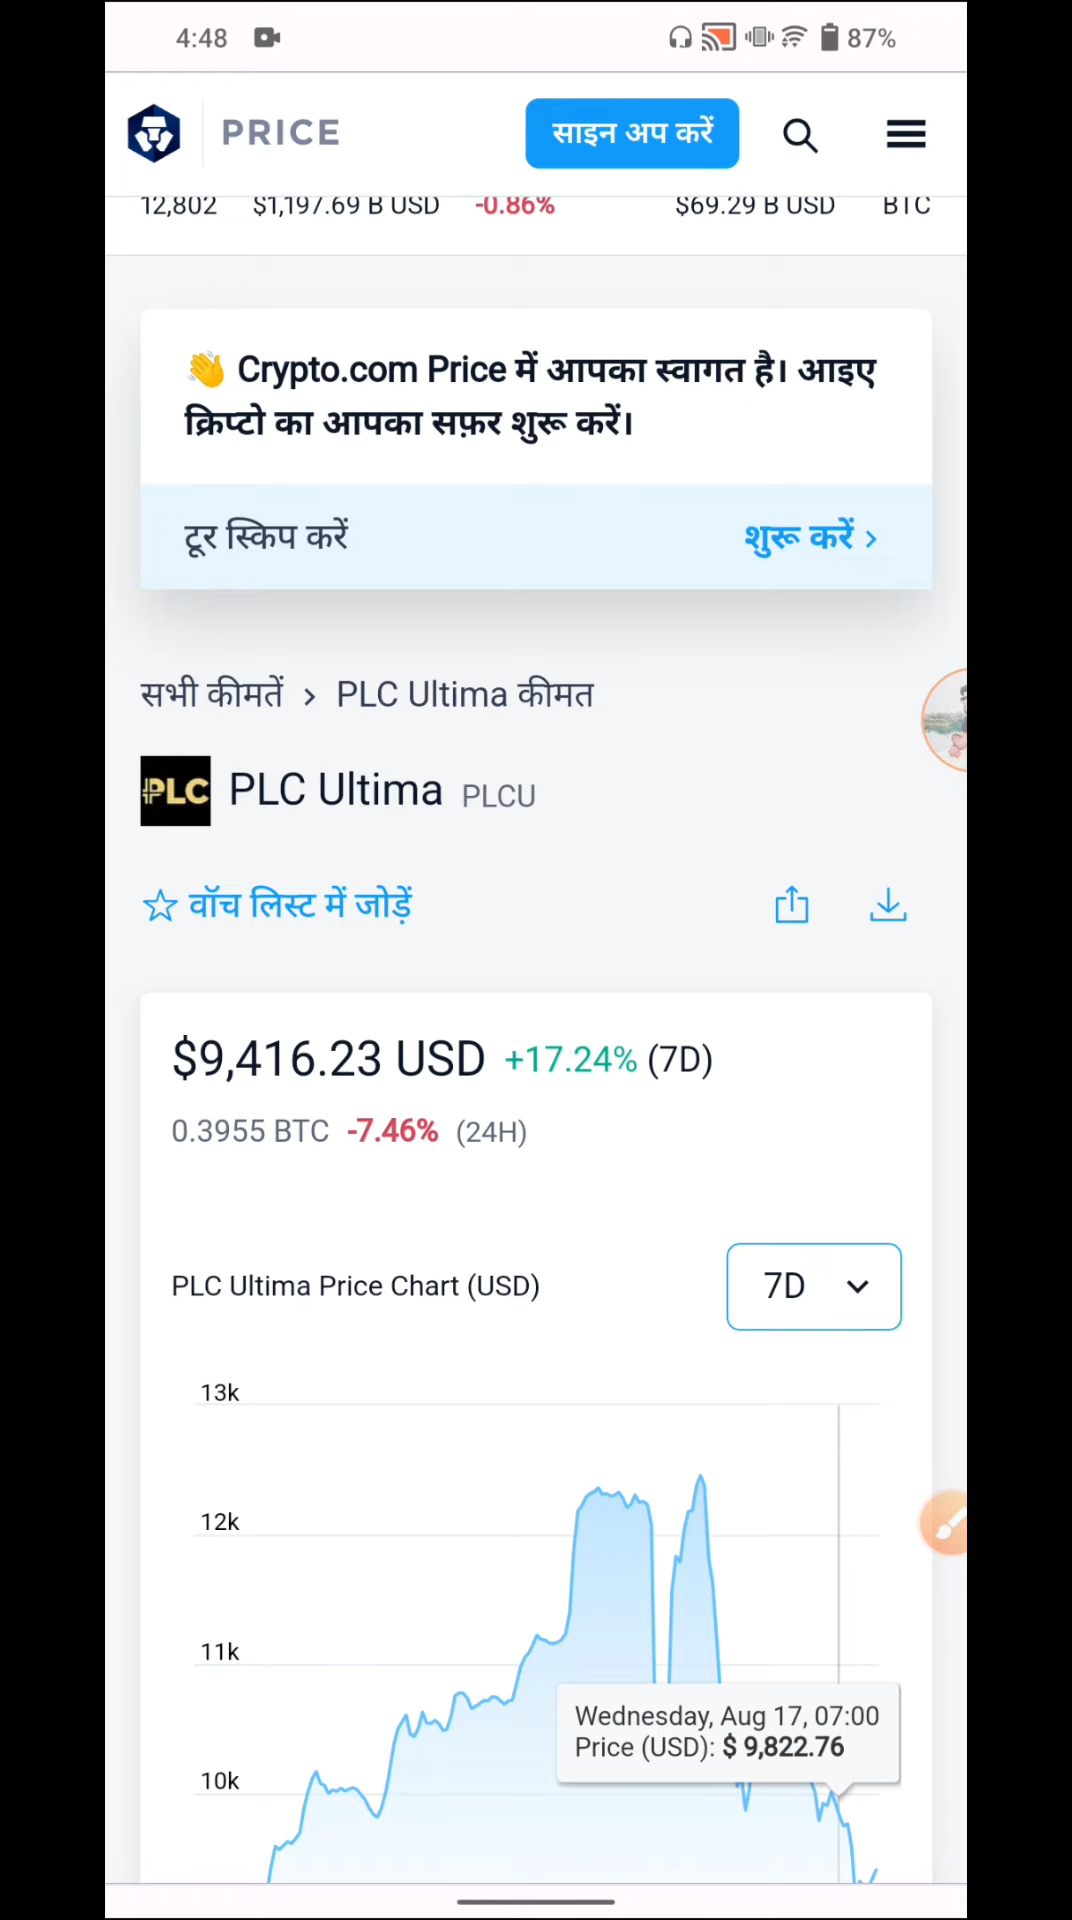 4:48 87%
PRICE साइन अप करें
12,802 $1,197.69 B USD -0.86% $69.29 B USD BTC
👋 Crypto.com Price में आपका स्वागत है। आइए
क्रिप्टो का आपका सफ़र शुरू करें।
टूर स्किप करें शुरू करें >
सभी कीमतें > PLC Ultima कीमत
PLC PLC Ultima PLCU
वॉच लिस्ट में जोड़ें
$9,416.23 USD +17.24% (7D)
0.3955 BTC -7.46% (24H)
PLC Ultima Price Chart (USD) 7D
13k
12k
11k
Wednesday, Aug 17, 07:00
Price (USD): $ 9,822.76
10k